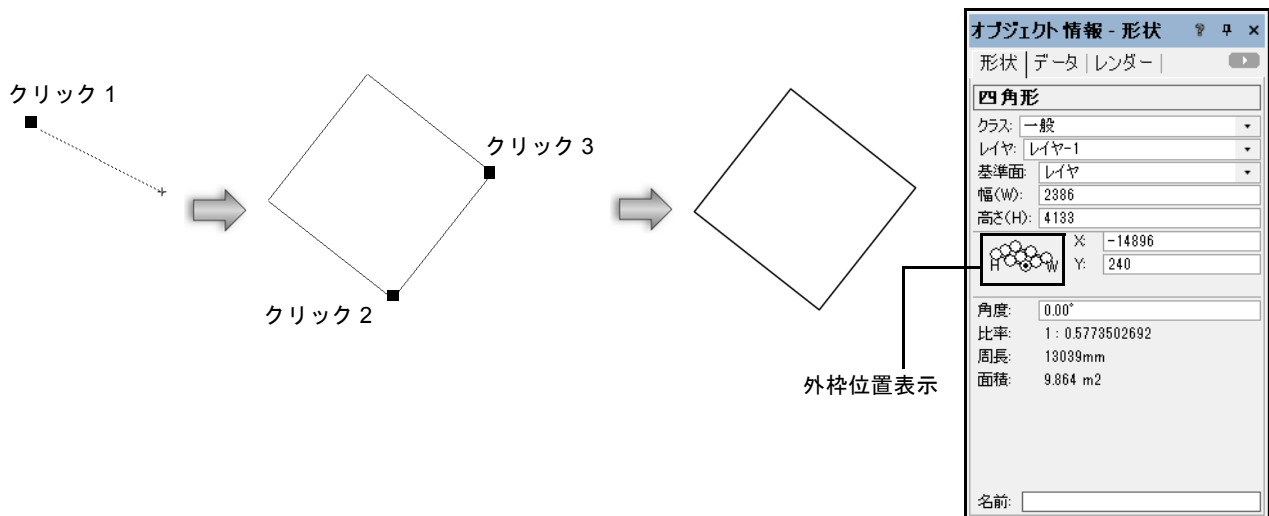 クリック 1
クリック 2
クリック 3
外枠位置表示
オブジェクト情報 - 形状
形状 データ レンダー
四角形
クラス: 一般
レイヤ: レイヤ-1
基準面: レイヤ
幅(W): 2386
高さ(H): 4133
H W X: -14896
Y: 240
角度: 0.00°
比率: 1 : 0.5773502692
周長: 13039mm
面積: 9.864 m2
名前: